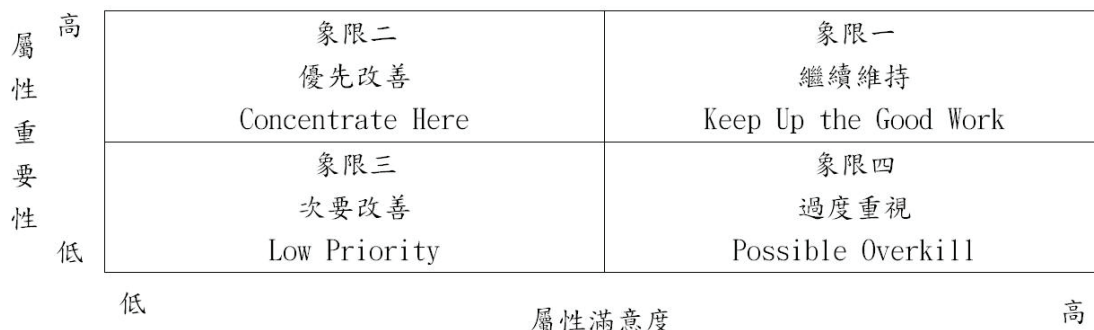 高
屬性重要性
低
象限二
優先改善
Concentrate Here
象限一
繼續維持
Keep Up the Good Work
象限三
次要改善
Low Priority
象限四
過度重視
Possible Overkill
低
屬性滿意度
高